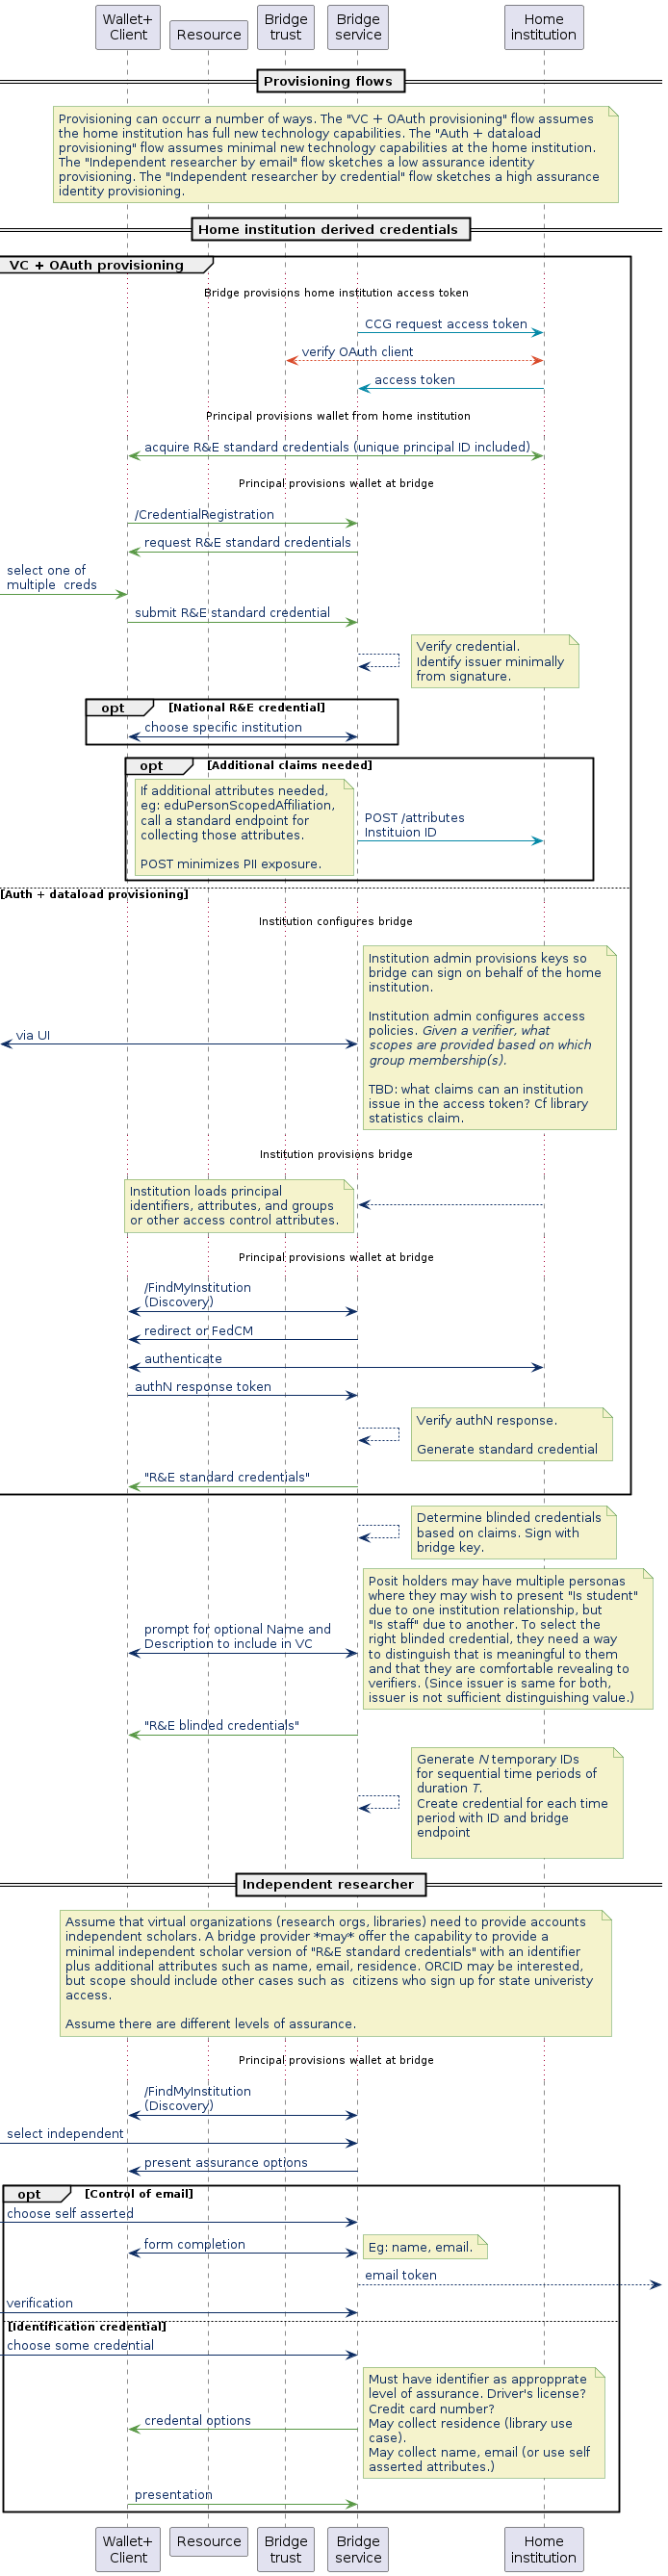 Wallet+
Client
Resource
Bridge
trust
Bridge
service
Home
institution
Provisioning flows
Provisioning can occurr a number of ways. The "VC + OAuth provisioning" flow assumes
the home institution has full new technology capabilities. The "Auth + dataload
provisioning" flow assumes minimal new technology capabilities at the home institution.
The "Independent researcher by email" flow sketches a low assurance identity
provisioning. The "Independent researcher by credential" flow sketches a high assurance
identity provisioning.
Home institution derived credentials
VC + OAuth provisioning
Bridge provisions home institution access token
CCG request access token
verify OAuth client
access token
Principal provisions wallet from home institution
acquire R&E standard credentials (unique principal ID included)
Principal provisions wallet at bridge
/CredentialRegistration
request R&E standard credentials
select one of
multiple  creds
submit R&E standard credential
Verify credential.
Identify issuer minimally
from signature.
opt [National R&E credential]
choose specific institution
opt [Additional claims needed]
If additional attributes needed,
eg: eduPersonScopedAffiliation,
call a standard endpoint for
collecting those attributes.
POST minimizes PII exposure.
POST /attributes
Instituion ID
[Auth + dataload provisioning]
Institution configures bridge
Institution admin provisions keys so
bridge can sign on behalf of the home
institution.
Institution admin configures access
policies. Given a verifier, what
scopes are provided based on which
group membership(s).
TBD: what claims can an institution
issue in the access token? Cf library
statistics claim.
via UI
Institution provisions bridge
Institution loads principal
identifiers, attributes, and groups
or other access control attributes.
Principal provisions wallet at bridge
/FindMyInstitution
(Discovery)
redirect or FedCM
authenticate
authN response token
Verify authN response.
Generate standard credential
"R&E standard credentials"
Determine blinded credentials
based on claims. Sign with
bridge key.
Posit holders may have multiple personas
where they may wish to present "Is student"
due to one institution relationship, but
"Is staff" due to another. To select the
right blinded credential, they need a way
to distinguish that is meaningful to them
and that they are comfortable revealing to
verifiers. (Since issuer is same for both,
issuer is not sufficient distinguishing value.)
prompt for optional Name and
Description to include in VC
"R&E blinded credentials"
Generate N temporary IDs
for sequential time periods of
duration T.
Create credential for each time
period with ID and bridge
endpoint
Independent researcher
Assume that virtual organizations (research orgs, libraries) need to provide accounts
independent scholars. A bridge provider *may* offer the capability to provide a
minimal independent scholar version of "R&E standard credentials" with an identifier
plus additional attributes such as name, email, residence. ORCID may be interested,
but scope should include other cases such as  citizens who sign up for state univeristy
access.
Assume there are different levels of assurance.
Principal provisions wallet at bridge
/FindMyInstitution
(Discovery)
select independent
present assurance options
opt [Control of email]
choose self asserted
form completion
Eg: name, email.
email token
verification
[Identification credential]
choose some credential
Must have identifier as appropprate
level of assurance. Driver's license?
Credit card number?
May collect residence (library use
case).
May collect name, email (or use self
asserted attributes.)
credental options
presentation
Wallet+
Client
Resource
Bridge
trust
Bridge
service
Home
institution